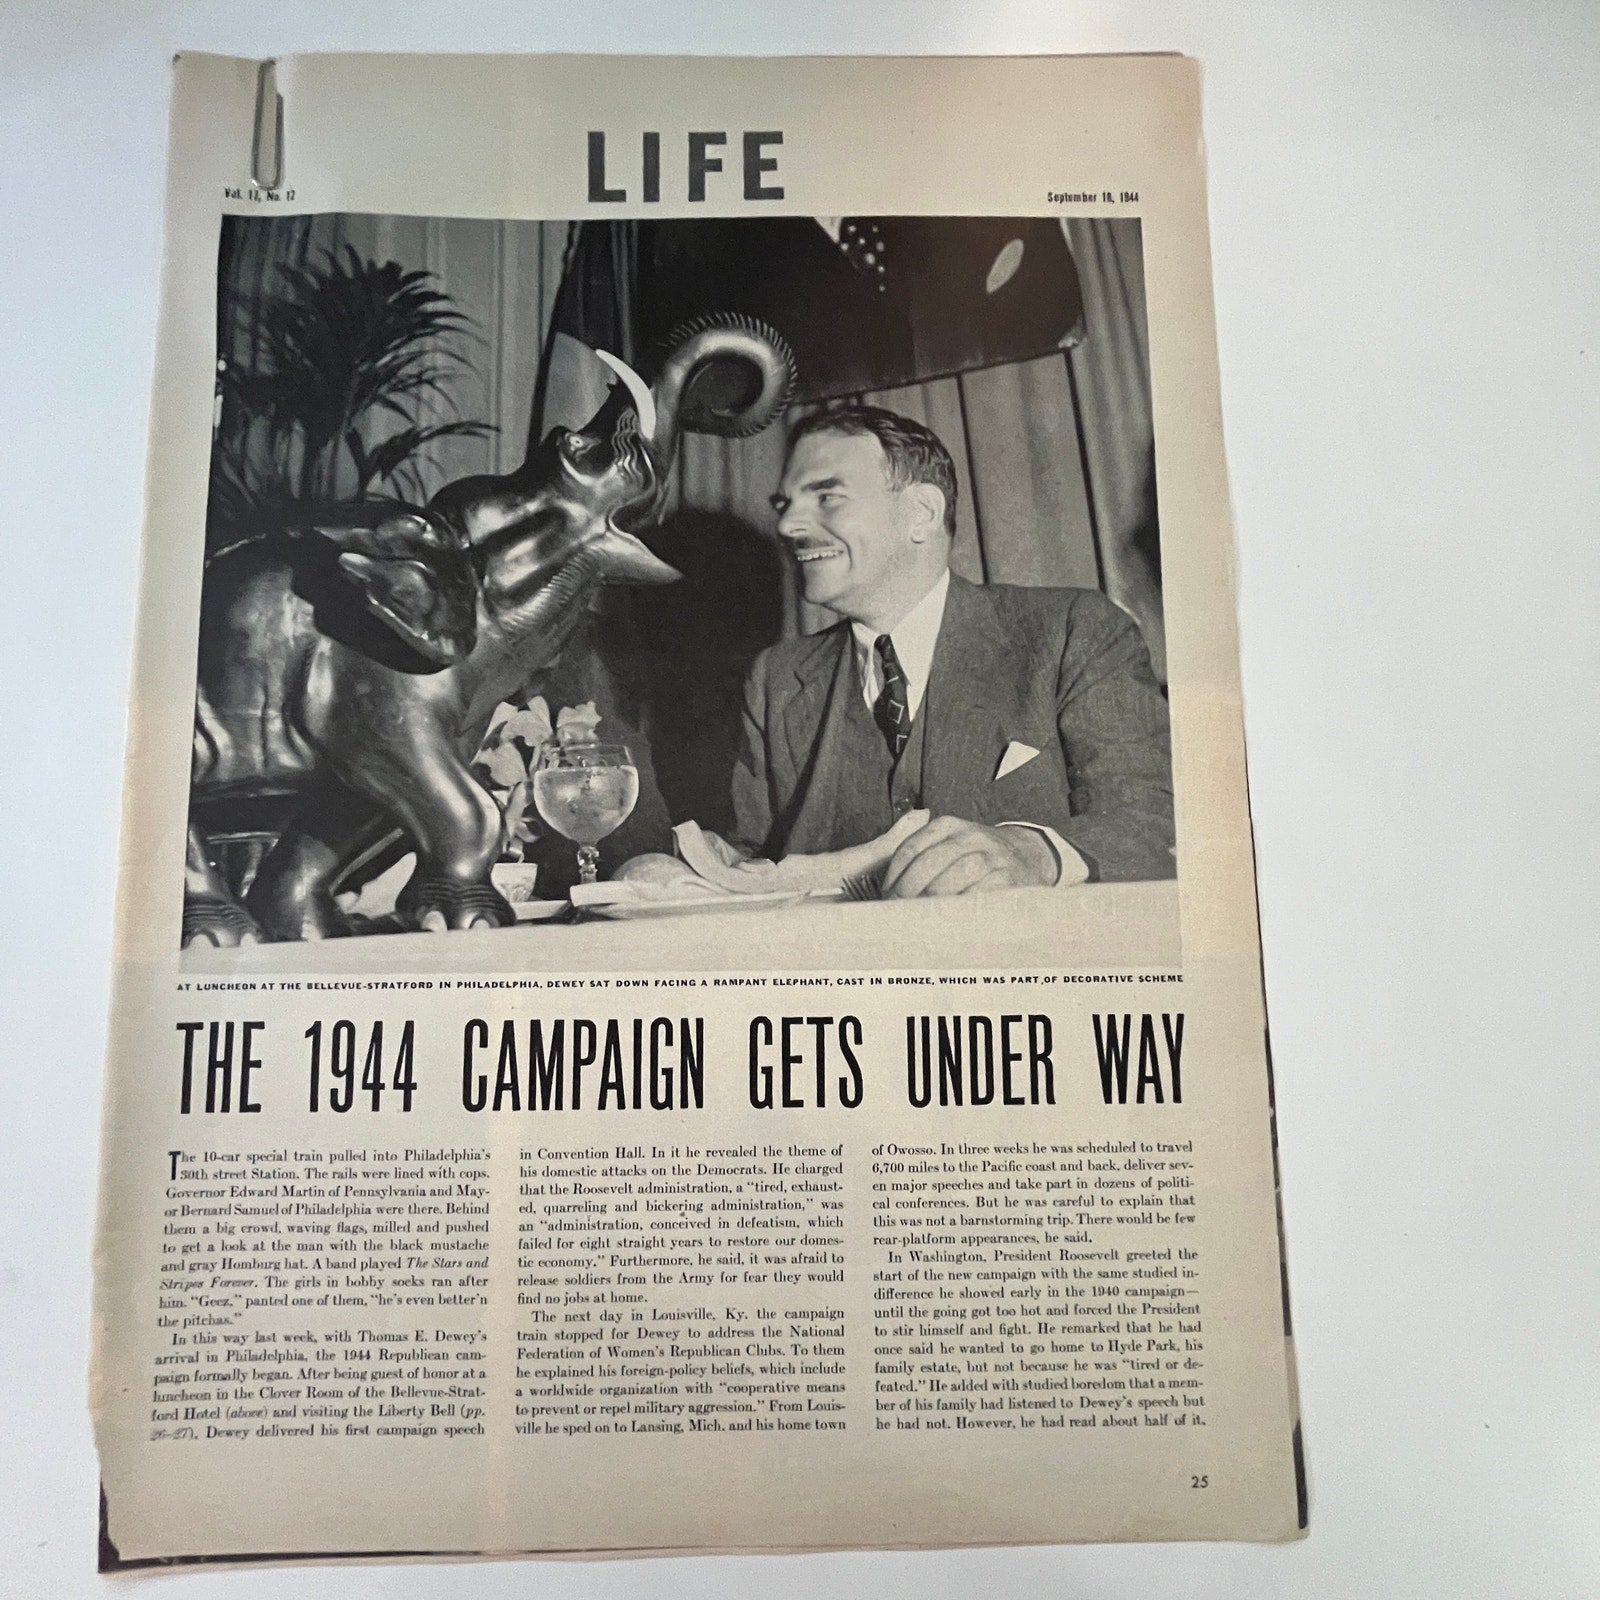 LIFE
Vol. 17, No. 12
September 18, 1944
AT LUNCHEON AT THE BELLEVUE-STRATFORD IN PHILADELPHIA, DEWEY SAT DOWN FACING A RAMPANT ELEPHANT, CAST IN BRONZE, WHICH WAS PART OF DECORATIVE SCHEME
THE 1944 CAMPAIGN GETS UNDER WAY
The 10-car special train pulled into Philadelphia's
30th street Station. The rails were lined with cops.
Governor Edward Martin of Pennsylvania and May-
or Bernard Samuel of Philadelphia were there. Behind
them a big crowd, waving flags, milled and pushed
to get a look at the man with the black mustache
and gray Homburg hat. A band played The Stars and
Stripes Forever. The girls in bobby socks ran after
him. "Geez," panted one of them, "he's even better'n
the pitchas."
In this way last week, with Thomas E. Dewey's
arrival in Philadelphia, the 1944 Republican cam-
paign formally began. After being guest of honor at a
luncheon in the Clover Room of the Bellevue-Strat-
ford Hotel (above) and visiting the Liberty Bell (pp.
26-27), Dewey delivered his first campaign speech
in Convention Hall. In it he revealed the theme of
his domestic attacks on the Democrats. He charged
that the Roosevelt administration, a "tired, exhaust-
ed, quarreling and bickering administration," was
an "administration, conceived in defeatism, which
failed for eight straight years to restore our domes-
tic economy." Furthermore, he said, it was afraid to
release soldiers from the Army for fear they would
find no jobs at home.
The next day in Louisville, Ky. the campaign
train stopped for Dewey to address the National
Federation of Women's Republican Clubs. To them
he explained his foreign-policy beliefs, which include
a worldwide organization with "cooperative means
to prevent or repel military aggression." From Louis-
ville he sped on to Lansing, Mich. and his home town
of Owosso. In three weeks he was scheduled to travel
6,700 miles to the Pacific coast and back, deliver sev-
en major speeches and take part in dozens of politi-
cal conferences. But he was careful to explain that
this was not a barnstorming trip. There would be few
rear-platform appearances, he said.
In Washington, President Roosevelt greeted the
start of the new campaign with the same studied in-
difference he showed early in the 1940 campaign—
until the going got too hot and forced the President
to stir himself and fight. He remarked that he had
once said he wanted to go home to Hyde Park, his
family estate, but not because he was "tired or de-
feated." He added with studied boredom that a mem-
ber of his family had listened to Dewey's speech but
he had not. However, he had read about half of it.
25